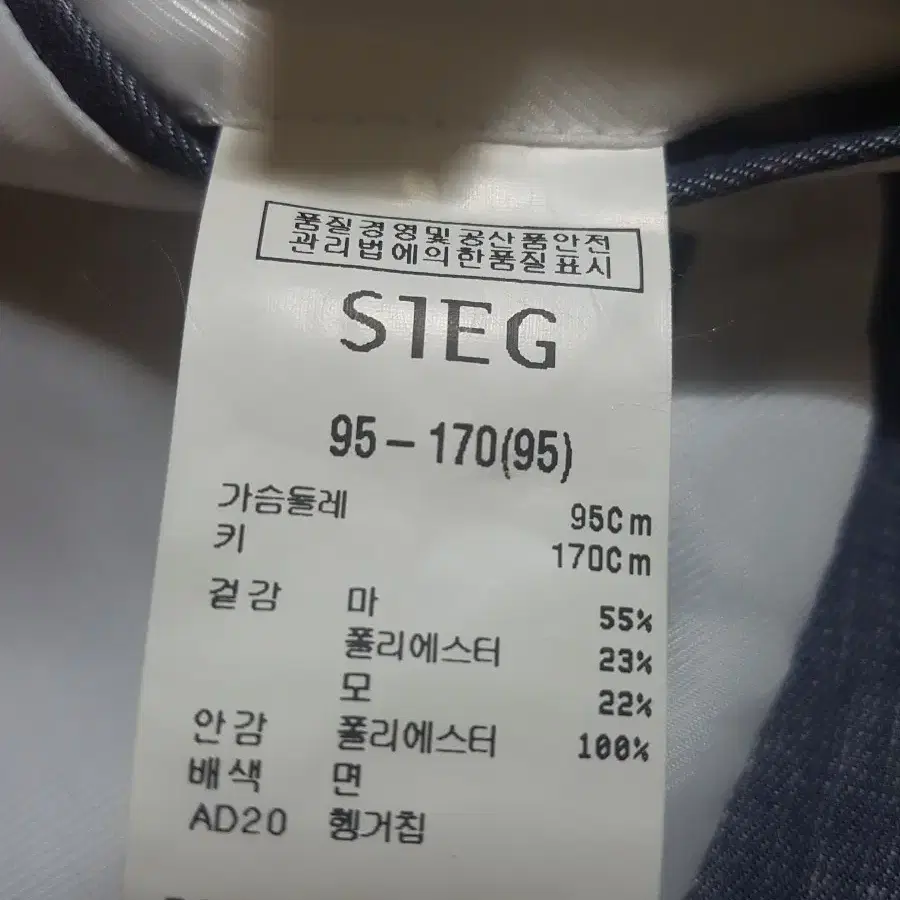 품질경영및공산품안전
관리법에의한품질표시
SIEG
95-170(95)
가슴둘레 95Cm
키 170Cm
겉감 마 55%
폴리에스터 23%
모 22%
안감 폴리에스터 100%
배색 면
AD20 헹거칩